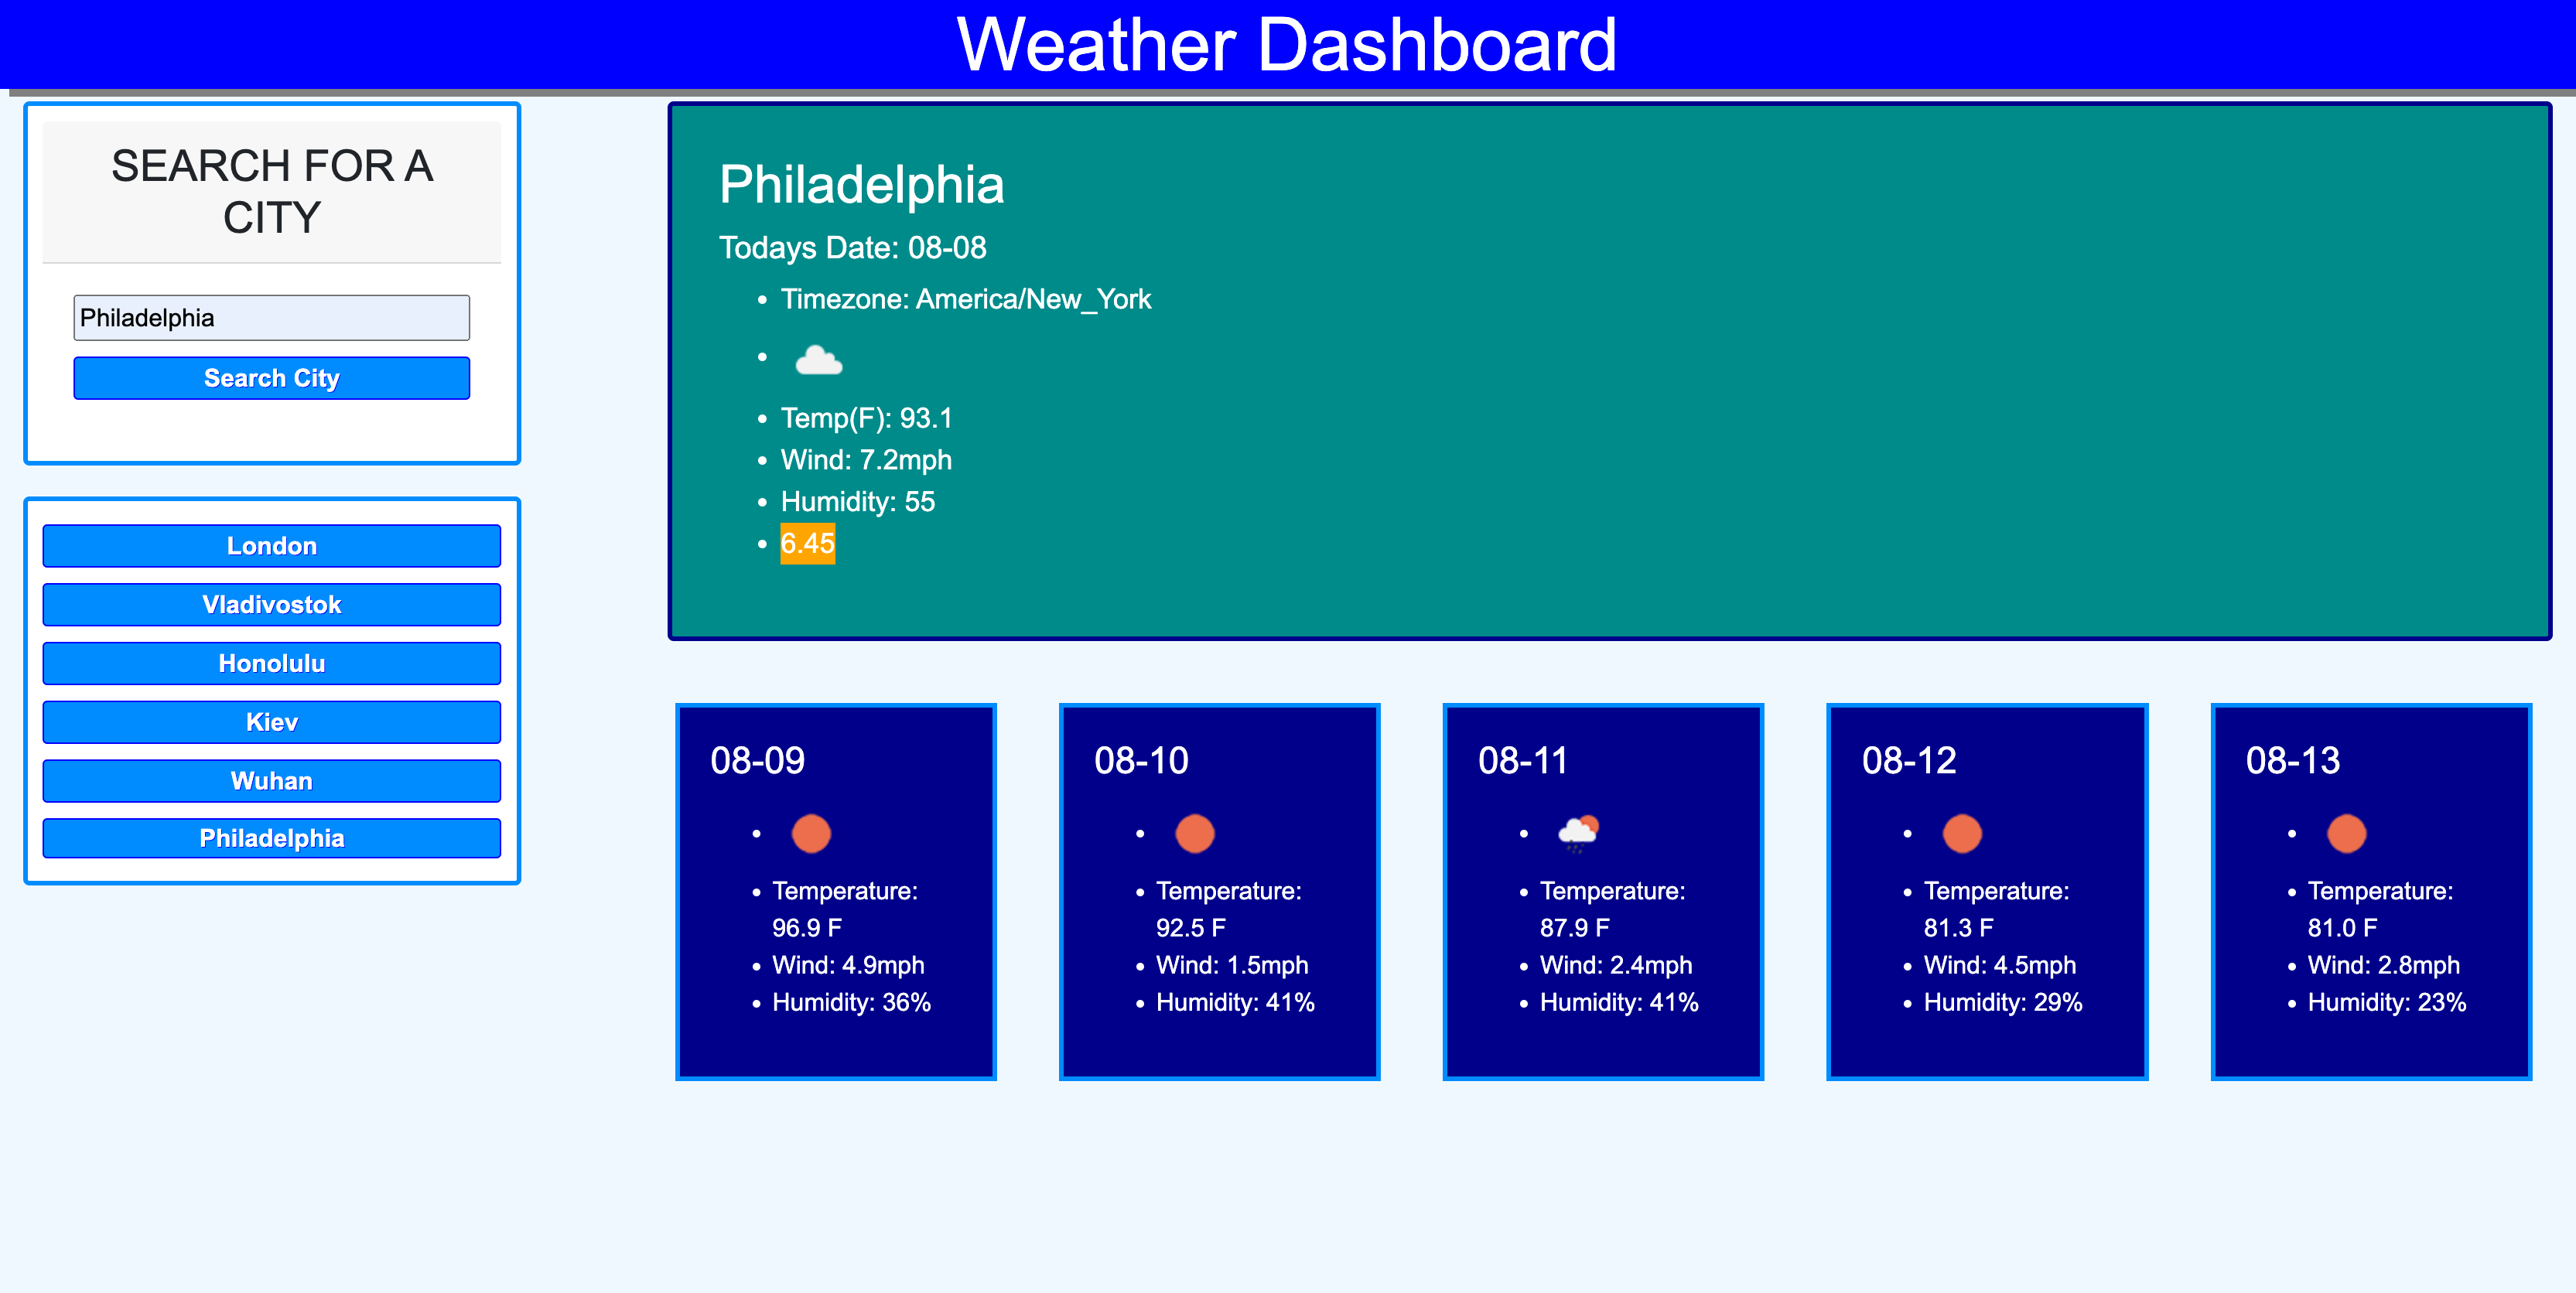 Weather Dashboard
SEARCH FOR A
CITY
Philadelphia
Search City
London
Vladivostok
Honolulu
Kiev
Wuhan
Philadelphia
Philadelphia
Todays Date: 08-08
Timezone: America/New_York
Temp(F): 93.1
Wind: 7.2mph
Humidity: 55
6.45
08-09
Temperature:
96.9 F
Wind: 4.9mph
Humidity: 36%
08-10
Temperature:
92.5 F
Wind: 1.5mph
Humidity: 41%
08-11
Temperature:
87.9 F
Wind: 2.4mph
Humidity: 41%
08-12
Temperature:
81.3 F
Wind: 4.5mph
Humidity: 29%
08-13
Temperature:
81.0 F
Wind: 2.8mph
Humidity: 23%